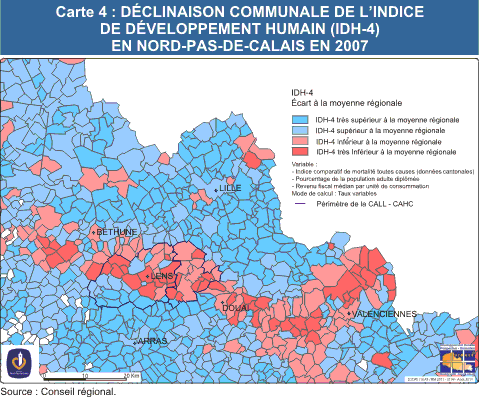 Carte 4 : DÉCLINAISON COMMUNALE DE L'INDICE
DE DÉVELOPPEMENT HUMAIN (IDH-4)
EN NORD-PAS-DE-CALAIS EN 2007
IDH-4
Écart à la moyenne régionale
IDH-4 très supérieur à la moyenne régionale
IDH-4 supérieur à la moyenne régionale
IDH-4 inférieur à la moyenne régionale
IDH-4 très Inférieur à la moyenne régionale
Variable :
- Indice comparatif de mortalité toutes causes (données cantonales)
- Pourcentage de la population adulte diplômée
- Revenu fiscal médian par unité de consommation
Mode de calcul : Taux variables
Périmètre de la CALL - CAHC
LILLE
BÉTHUNE
LENS
DOUAI
VALENCIENNES
ARRAS
0 10 20 Km
Source : Conseil régional.